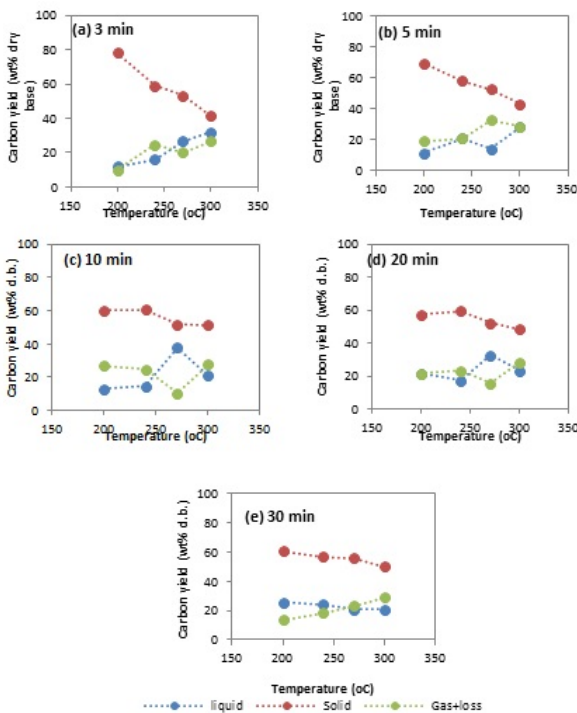 (a) 3 min
Carbon yield (wt% dry
base)
100
80
60
40
20
0
150 200 250 300 350
Temperature (oC)
(b) 5 min
Carbon yield (wt% dry
base)
100
80
60
40
20
0
150 200 250 300 350
Temperature (oC)
(c) 10 min
Carbon yield (wt% d.b.)
100
80
60
40
20
0
150 200 250 300 350
Temperature (oC)
(d) 20 min
Carbon yield (wt% d.b.)
100
80
60
40
20
0
150 200 250 300 350
Temperature (oC)
(e) 30 min
Carbon yield (wt% d.b.)
100
80
60
40
20
0
150 200 250 300 350
Temperature (oC)
liquid Solid Gas+loss